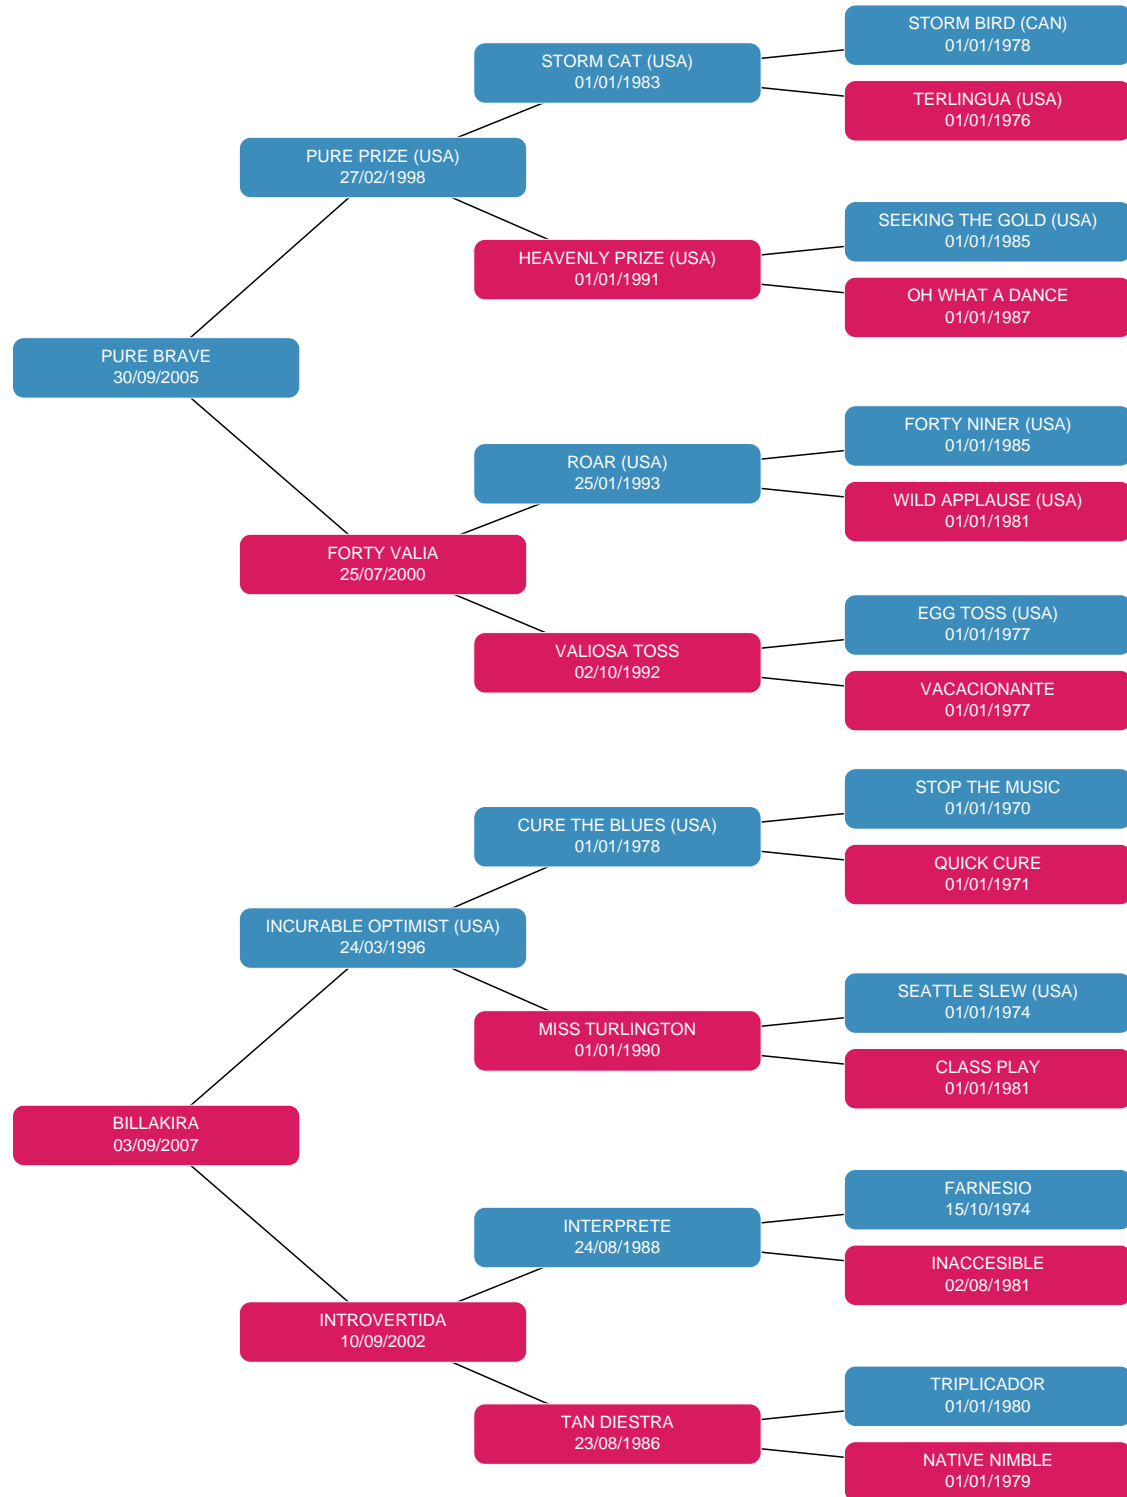 STORM BIRD (CAN)
01/01/1978
STORM CAT (USA)
01/01/1983
TERLINGUA (USA)
01/01/1976
PURE PRIZE (USA)
27/02/1998
SEEKING THE GOLD (USA)
01/01/1985
HEAVENLY PRIZE (USA)
01/01/1991
OH WHAT A DANCE
01/01/1987
PURE BRAVE
30/09/2005
FORTY NINER (USA)
01/01/1985
ROAR (USA)
25/01/1993
WILD APPLAUSE (USA)
01/01/1981
FORTY VALIA
25/07/2000
EGG TOSS (USA)
01/01/1977
VALIOSA TOSS
02/10/1992
VACACIONANTE
01/01/1977
STOP THE MUSIC
01/01/1970
CURE THE BLUES (USA)
01/01/1978
QUICK CURE
01/01/1971
INCURABLE OPTIMIST (USA)
24/03/1996
SEATTLE SLEW (USA)
01/01/1974
MISS TURLINGTON
01/01/1990
CLASS PLAY
01/01/1981
BILLAKIRA
03/09/2007
FARNESIO
15/10/1974
INTERPRETE
24/08/1988
INACCESIBLE
02/08/1981
INTROVERTIDA
10/09/2002
TRIPLICADOR
01/01/1980
TAN DIESTRA
23/08/1986
NATIVE NIMBLE
01/01/1979